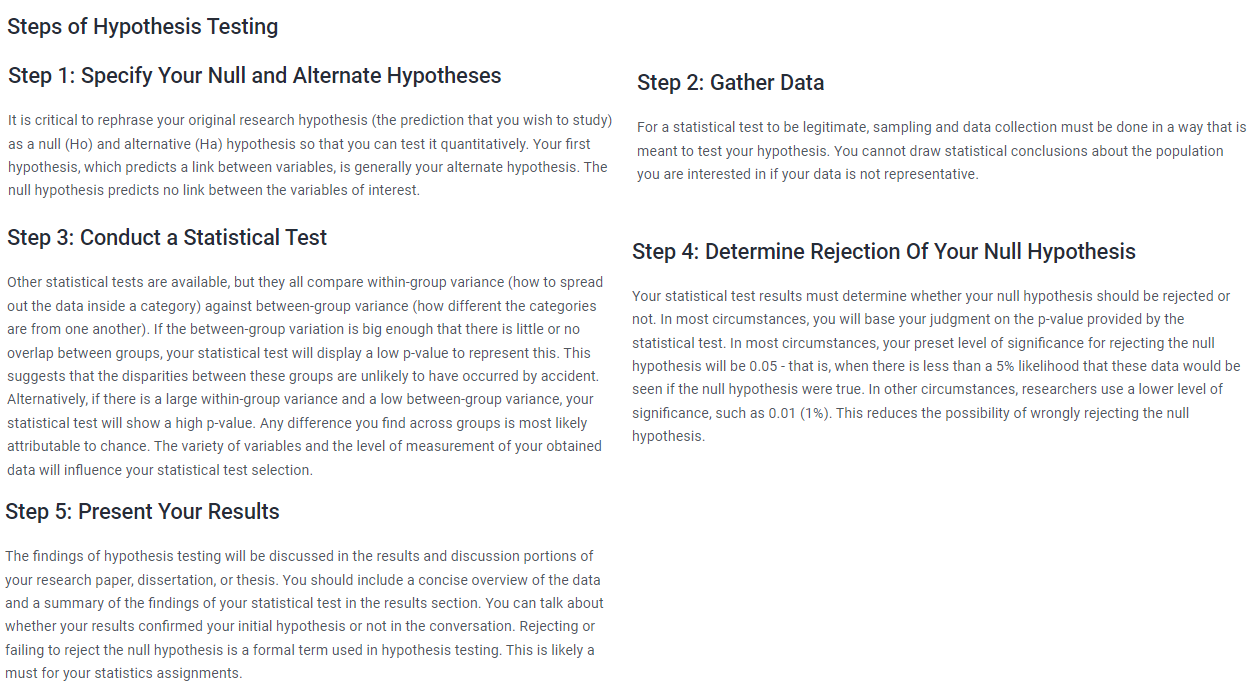 Steps of Hypothesis Testing
Step 1: Specify Your Null and Alternate Hypotheses
It is critical to rephrase your original research hypothesis (the prediction that you wish to study)
as a null (Ho) and alternative (Ha) hypothesis so that you can test it quantitatively. Your first
hypothesis, which predicts a link between variables, is generally your alternate hypothesis. The
null hypothesis predicts no link between the variables of interest.
Step 2: Gather Data
For a statistical test to be legitimate, sampling and data collection must be done in a way that is
meant to test your hypothesis. You cannot draw statistical conclusions about the population
you are interested in if your data is not representative.
Step 3: Conduct a Statistical Test
Other statistical tests are available, but they all compare within-group variance (how to spread
out the data inside a category) against between-group variance (how different the categories
are from one another). If the between-group variation is big enough that there is little or no
overlap between groups, your statistical test will display a low p-value to represent this. This
suggests that the disparities between these groups are unlikely to have occurred by accident.
Alternatively, if there is a large within-group variance and a low between-group variance, your
statistical test will show a high p-value. Any difference you find across groups is most likely
attributable to chance. The variety of variables and the level of measurement of your obtained
data will influence your statistical test selection.
Step 4: Determine Rejection Of Your Null Hypothesis
Your statistical test results must determine whether your null hypothesis should be rejected or
not. In most circumstances, you will base your judgment on the p-value provided by the
statistical test. In most circumstances, your preset level of significance for rejecting the null
hypothesis will be 0.05 - that is, when there is less than a 5% likelihood that these data would be
seen if the null hypothesis were true. In other circumstances, researchers use a lower level of
significance, such as 0.01 (1%). This reduces the possibility of wrongly rejecting the null
hypothesis.
Step 5: Present Your Results
The findings of hypothesis testing will be discussed in the results and discussion portions of
your research paper, dissertation, or thesis. You should include a concise overview of the data
and a summary of the findings of your statistical test in the results section. You can talk about
whether your results confirmed your initial hypothesis or not in the conversation. Rejecting or
failing to reject the null hypothesis is a formal term used in hypothesis testing. This is likely a
must for your statistics assignments.